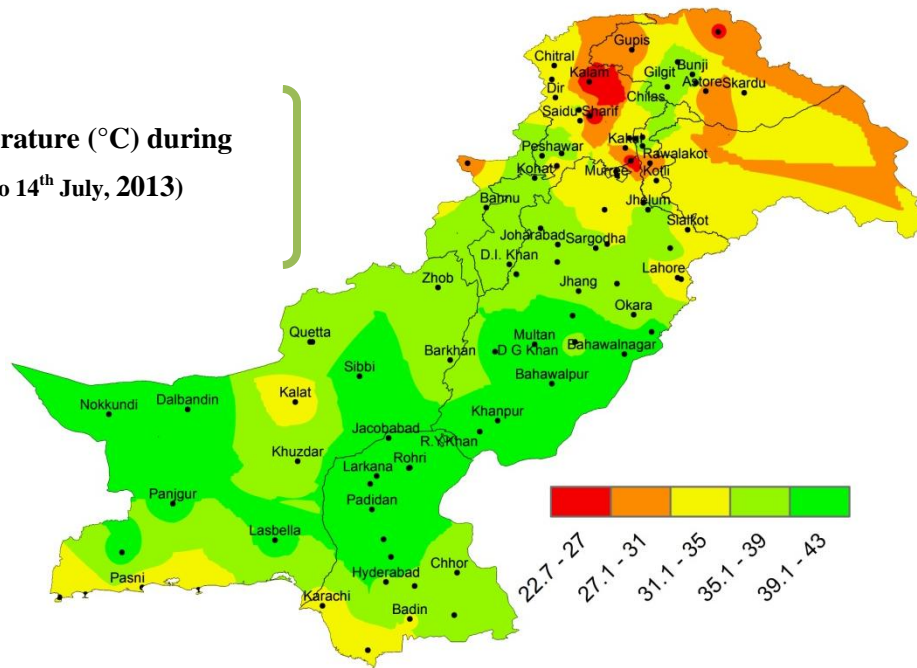 rature (°C) during
o 14th July, 2013)
Gupis
Chitral
Bunji
Kalam
Gilgit
Astore
Skardu
Dir
Chilas
Saidu Sharif
Peshawar
Rawalakot
Kohat
Murree
Kotli
Bannu
Jhelum
Sialkot
Joharabad
Sargodha
D.I. Khan
Lahore
Zhob
Jhang
Okara
Quetta
Multan
Barkhan
D G Khan
Bahawalnagar
Sibbi
Bahawalpur
Kalat
Nokkundi
Dalbandin
Khanpur
Jacobabad
R.Y.Khan
Khuzdar
Rohri
Larkana
Panjgur
Padidan
Lasbella
Chhor
Pasni
Hyderabad
Karachi
Badin
22.7 - 27
27.1 - 31
31.1 - 35
35.1 - 39
39.1 - 43